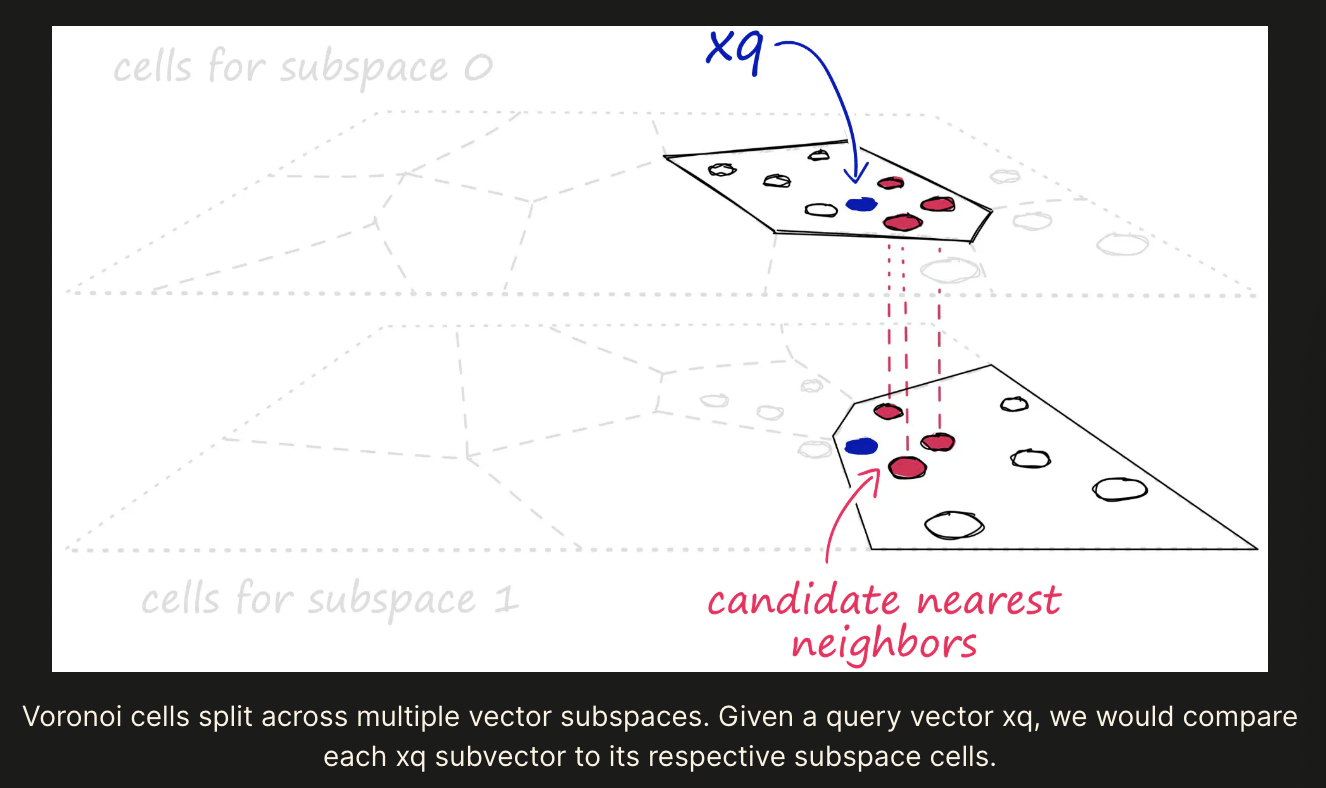 cells for subspace 0
xq
cells for subspace 1
candidate nearest
neighbors
Voronoi cells split across multiple vector subspaces. Given a query vector xq, we would compare
each xq subvector to its respective subspace cells.